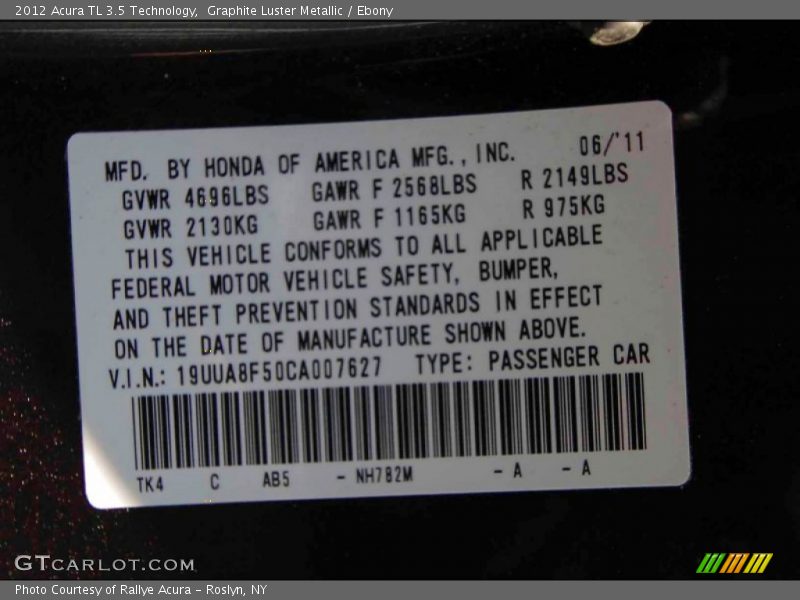 2012 Acura TL 3.5 Technology,  Graphite Luster Metallic / Ebony
MFD. BY HONDA OF AMERICA MFG., INC. 06/'11
GVWR 4696LBS GAWR F 2568LBS R 2149LBS
GVWR 2130KG GAWR F 1165KG R 975KG
THIS VEHICLE CONFORMS TO ALL APPLICABLE
FEDERAL MOTOR VEHICLE SAFETY, BUMPER,
AND THEFT PREVENTION STANDARDS IN EFFECT
ON THE DATE OF MANUFACTURE SHOWN ABOVE.
V.I.N.: 19UUA8F50CA007627 TYPE: PASSENGER CAR
TK4 C AB5 - NH782M - A - A
GTCARLOT.COM
Photo Courtesy of Rallye Acura – Roslyn, NY